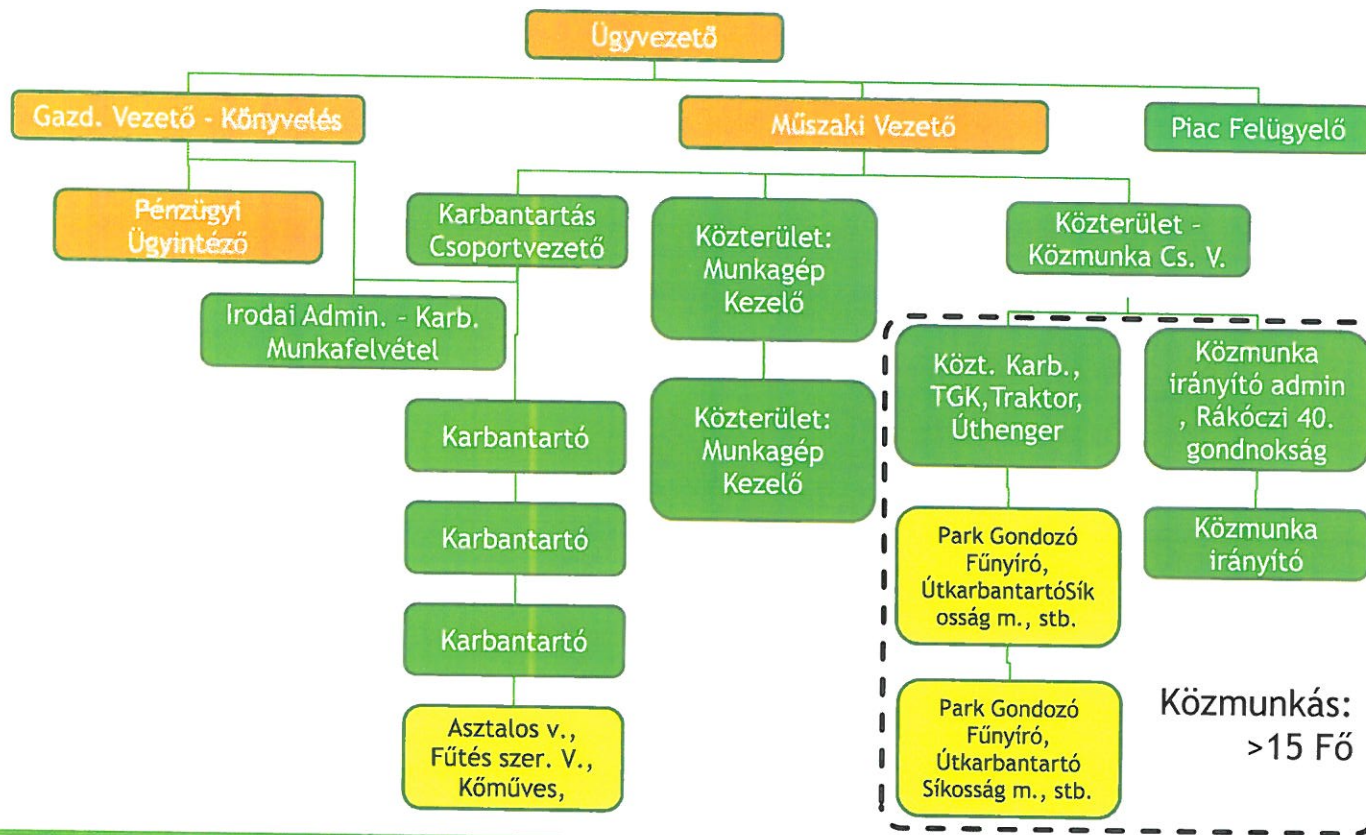 Ügyvezető
Gazd. Vezető - Könyvelés
Műszaki Vezető
Piac Felügyelő
Pénzügyi
Ügyintéző
Karbantartás
Csoportvezető
Közterület:
Munkagép
Kezelő
Közterület -
Közmunka Cs. V.
Irodai Admin. - Karb.
Munkafelvétel
Közt. Karb.,
TGK,Traktor,
Úthenger
Közmunka
irányító admin
, Rákóczi 40.
gondnokság
Karbantartó
Közterület:
Munkagép
Kezelő
Karbantartó
Park Gondozó
Fűnyíró,
ÚtkarbantartóSík
osság m., stb.
Közmunka
irányító
Karbantartó
Asztalos v.,
Fűtés szer. V.,
Kőműves,
Park Gondozó
Fűnyíró,
Útkarbantartó
Síkosság m., stb.
Közmunkás:
>15 Fő